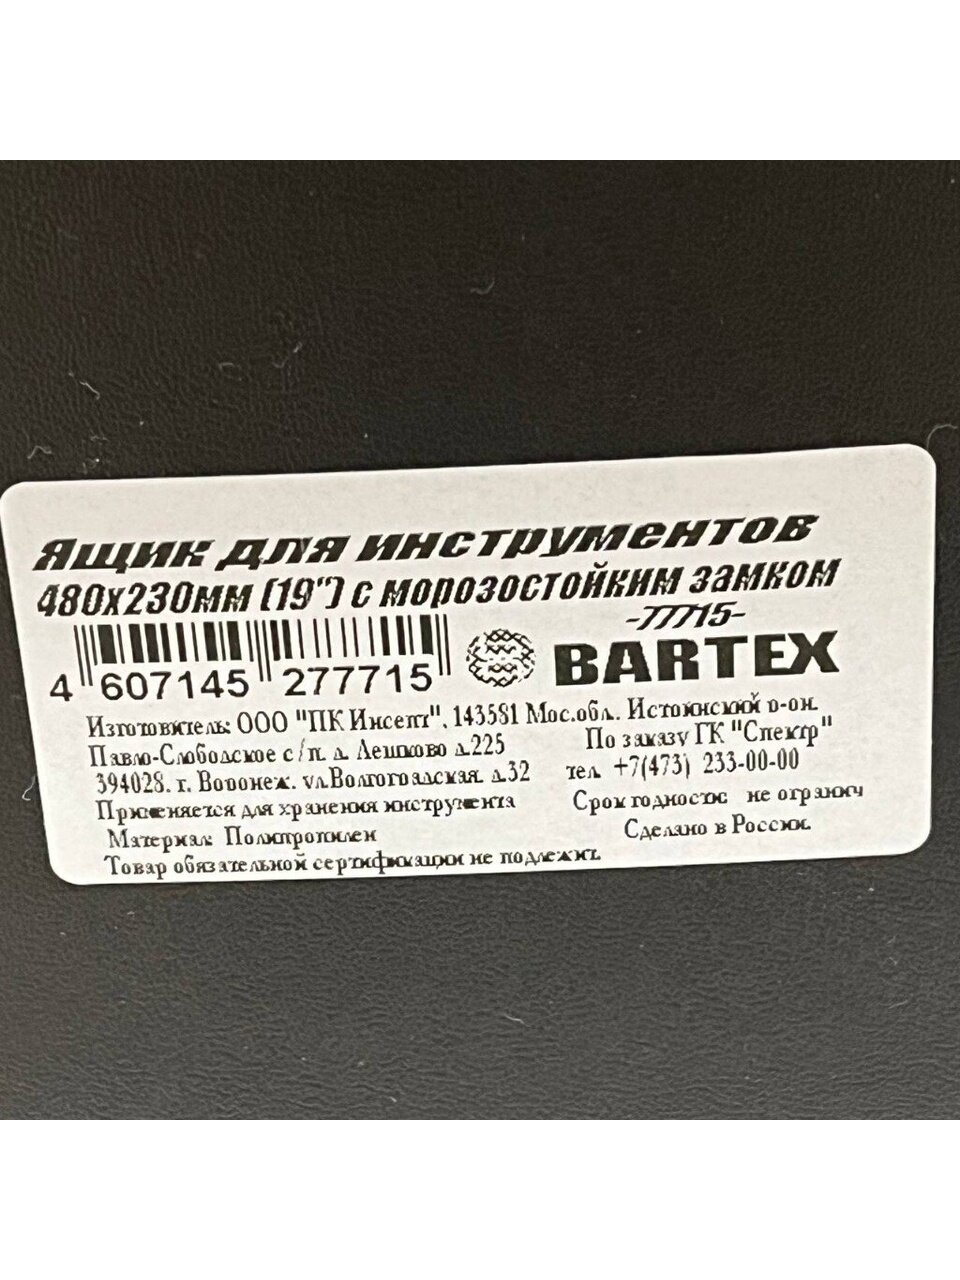 Ящик для инструментов
480х230мм (19") с морозостойким замком
-77715-
4 607145 277715
BARTEX
Изготовитель: ООО "ПК Инсепт", 143581 Мос.обл. Истринский р-он.
Павло-Слободское с/п. д. Лешково д.225
По заказу ГК "Спектр"
394028. г. Воронеж. ул.Волгоградская. д.32
тел. +7(473) 233-00-00
Применяется для хранения инструмента
Срок годности: не огранич
Материал: Полипропилен
Сделано в России.
Товар обязательной сертификации не подлежит.